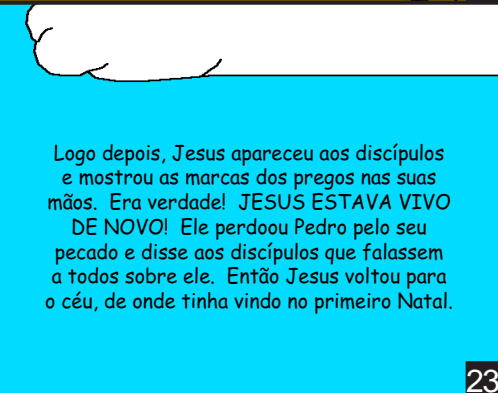 Logo depois, Jesus apareceu aos discípulos
e mostrou as marcas dos pregos nas suas
mãos.  Era verdade!  JESUS ESTAVA VIVO
DE NOVO!  Ele perdoou Pedro pelo seu
pecado e disse aos discípulos que falassem
a todos sobre ele.  Então Jesus voltou para
o céu, de onde tinha vindo no primeiro Natal.
23